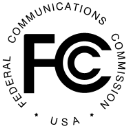 FEDERAL COMMUNICATIONS COMMISSION
FCC
* USA *